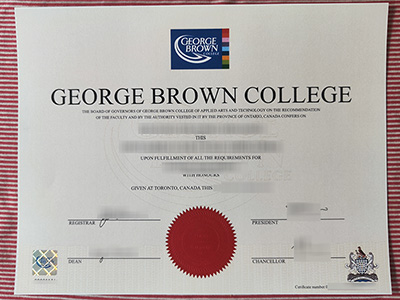 GEORGE
BROWN
COLLEGE
GEORGE BROWN COLLEGE
THE BOARD OF GOVERNORS OF GEORGE BROWN COLLEGE OF APPLIED ARTS AND TECHNOLOGY ON THE RECOMMENDATION
OF THE FACULTY AND BY THE AUTHORITY VESTED IN IT BY THE PROVINCE OF ONTARIO, CANADA CONFERS ON
THIS
UPON FULFILLMENT OF ALL THE REQUIREMENTS FOR
GIVEN AT TORONTO, CANADA THIS
REGISTRAR
PRESIDENT
DEAN
CHANCELLOR
Certificate number: